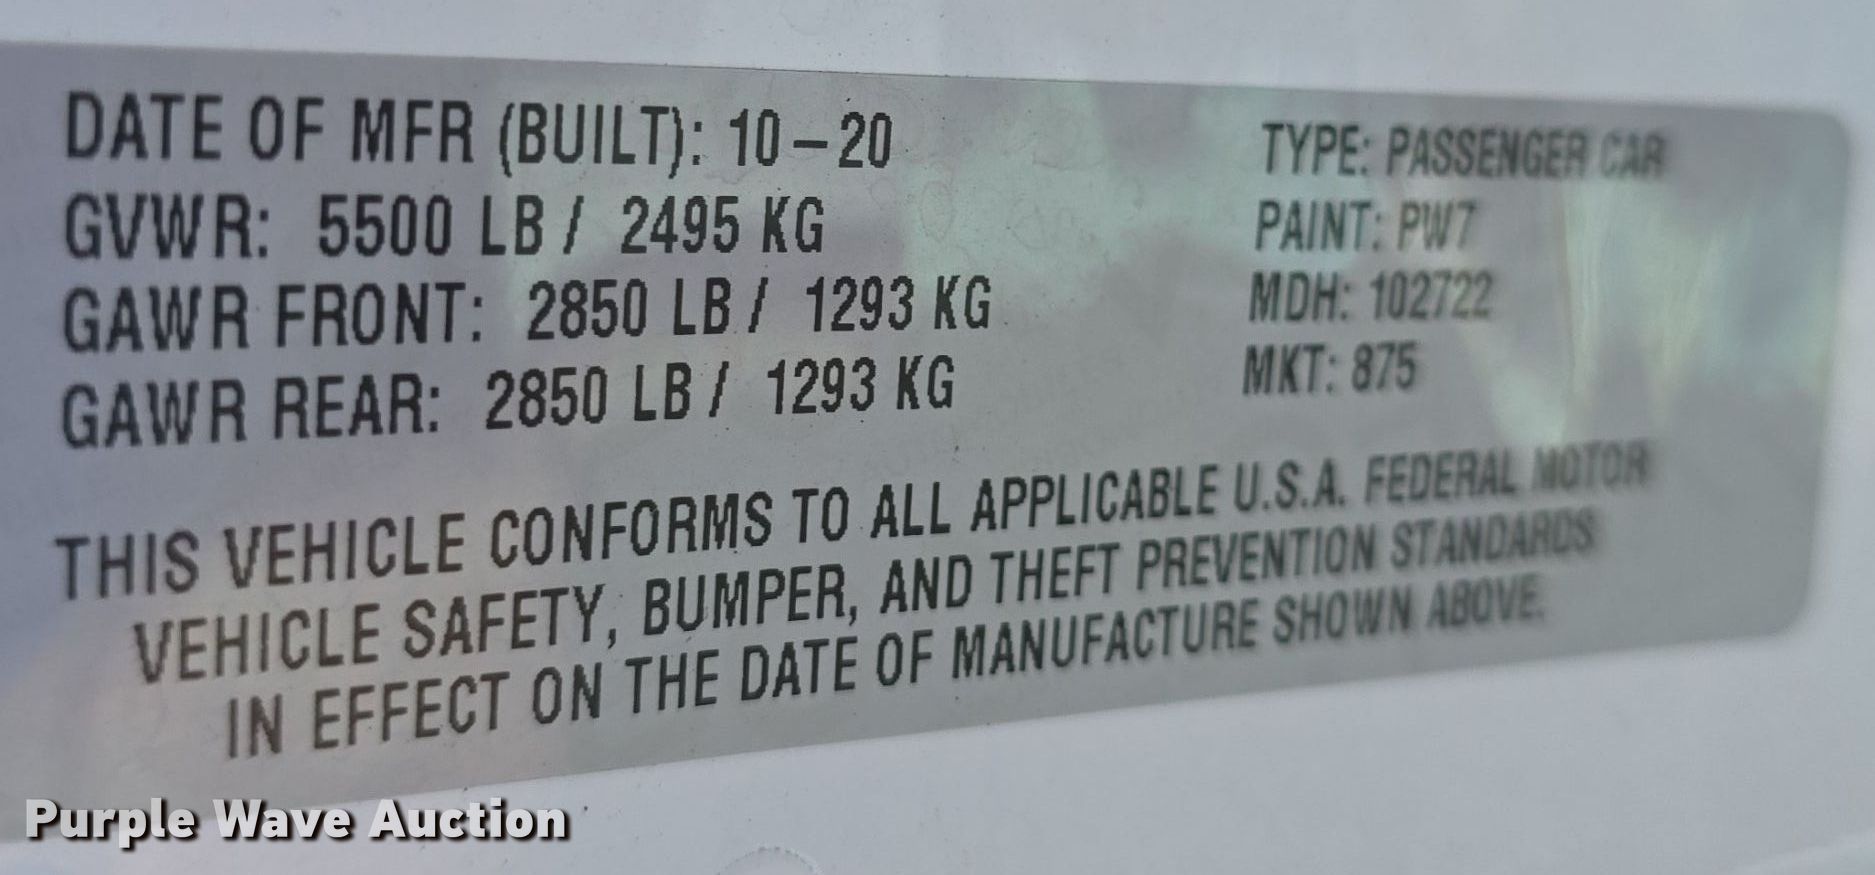 DATE OF MFR (BUILT): 10-20
GVWR: 5500 LB / 2495 KG
GAWR FRONT: 2850 LB / 1293 KG
GAWR REAR: 2850 LB / 1293 KG
TYPE: PASSENGER CAR
PAINT: PW7
MDH: 102722
MKT: 875
THIS VEHICLE CONFORMS TO ALL APPLICABLE U.S.A. FEDERAL MOTOR
VEHICLE SAFETY, BUMPER, AND THEFT PREVENTION STANDARDS
IN EFFECT ON THE DATE OF MANUFACTURE SHOWN ABOVE.
Purple Wave Auction